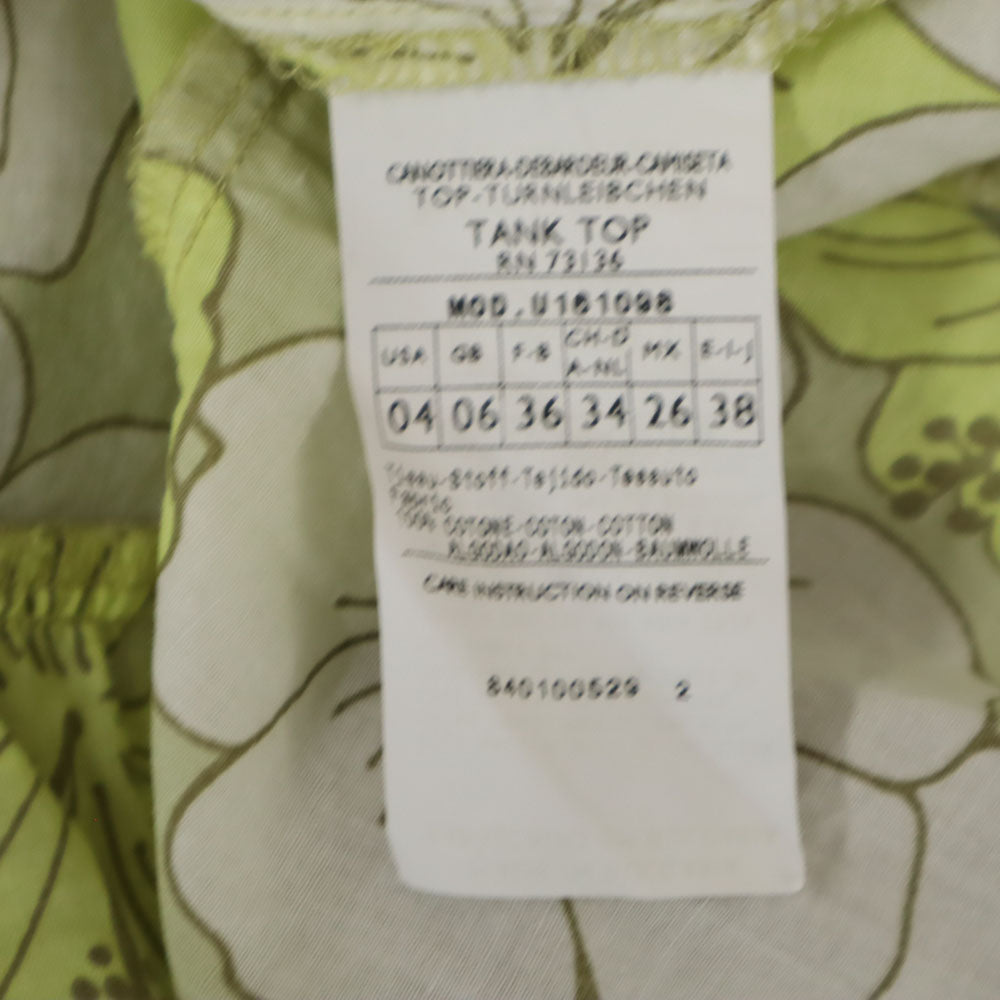 CANOTTIERA-DEBARDEUR-CAMISETA
TOP-TURNLEIBCHEN
TANK TOP
RN 73136
MOD.U161098
USA GB F-B CH-D A-NL MX E-I-J
04 06 36 34 26 38
Tissu-Stoff-Tejido-Tessuto
Fabric
100% COTONE-COTON-COTTON
ALGODAO-ALGODON-BAUMWOLLE
CARE INSTRUCTION ON REVERSE
840100529 2